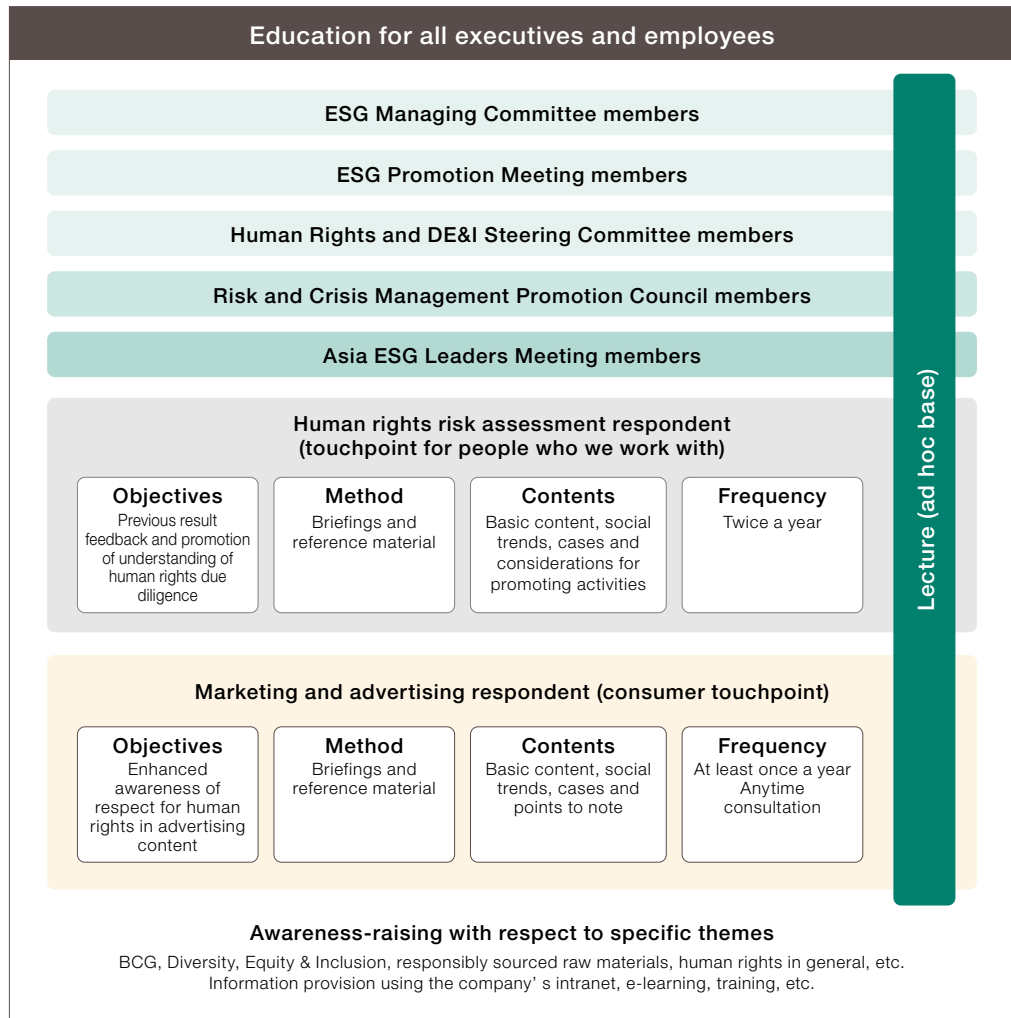 Education for all executives and employees
ESG Managing Committee members
ESG Promotion Meeting members
Human Rights and DE&I Steering Committee members
Risk and Crisis Management Promotion Council members
Asia ESG Leaders Meeting members
Lecture (ad hoc base)
Human rights risk assessment respondent
(touchpoint for people who we work with)
Objectives
Previous result
feedback and promotion
of understanding of
human rights due
diligence
Method
Briefings and
reference material
Contents
Basic content, social
trends, cases and
considerations for
promoting activities
Frequency
Twice a year
Marketing and advertising respondent (consumer touchpoint)
Objectives
Enhanced
awareness of
respect for human
rights in advertising
content
Method
Briefings and
reference material
Contents
Basic content, social
trends, cases and
points to note
Frequency
At least once a year
Anytime
consultation
Awareness-raising with respect to specific themes
BCG, Diversity, Equity & Inclusion, responsibly sourced raw materials, human rights in general, etc.
Information provision using the company’ s intranet, e-learning, training, etc.